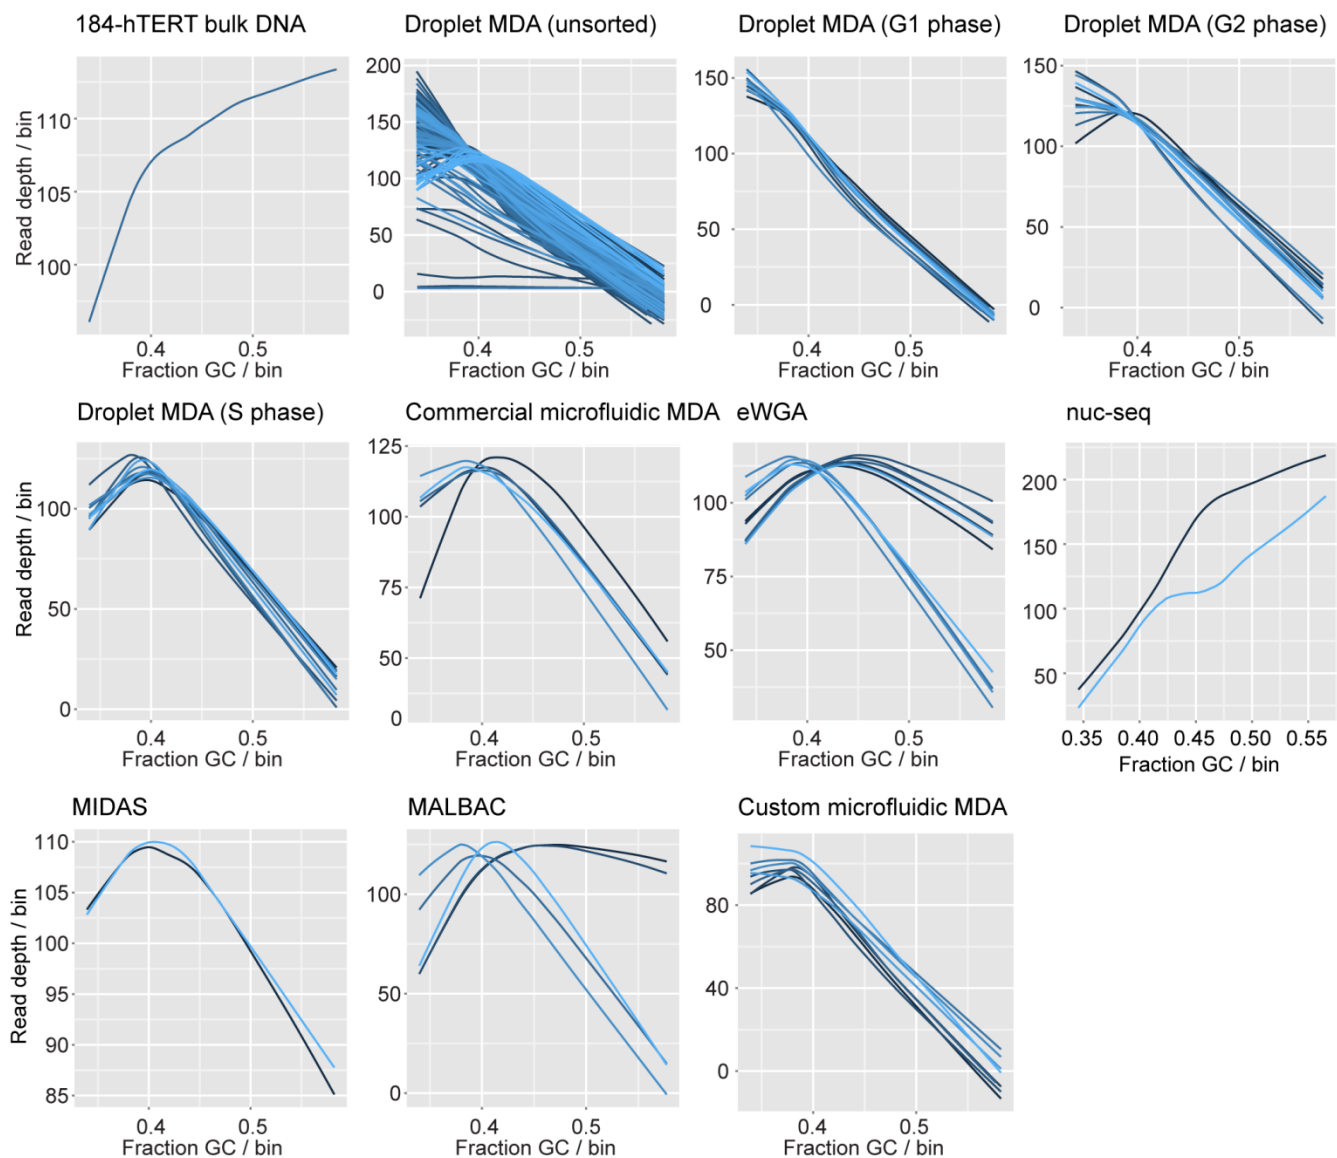 184-hTERT bulk DNA
Droplet MDA (unsorted)
Droplet MDA (G1 phase)
Droplet MDA (G2 phase)
Read depth / bin
110
105
100
0.4 0.5
Fraction GC / bin
200
150
100
50
0
0.4 0.5
Fraction GC / bin
150
100
50
0
0.4 0.5
Fraction GC / bin
150
100
50
0
0.4 0.5
Fraction GC / bin
Droplet MDA (S phase)
Commercial microfluidic MDA
eWGA
nuc-seq
Read depth / bin
100
50
0
0.4 0.5
Fraction GC / bin
125
100
75
50
0
0.4 0.5
Fraction GC / bin
100
75
50
0.4 0.5
Fraction GC / bin
200
150
100
50
0.35 0.40 0.45 0.50 0.55
Fraction GC / bin
MIDAS
MALBAC
Custom microfluidic MDA
Read depth / bin
110
105
100
95
90
85
0.4 0.5
Fraction GC / bin
100
50
0
0.4 0.5
Fraction GC / bin
80
40
0
0.4 0.5
Fraction GC / bin